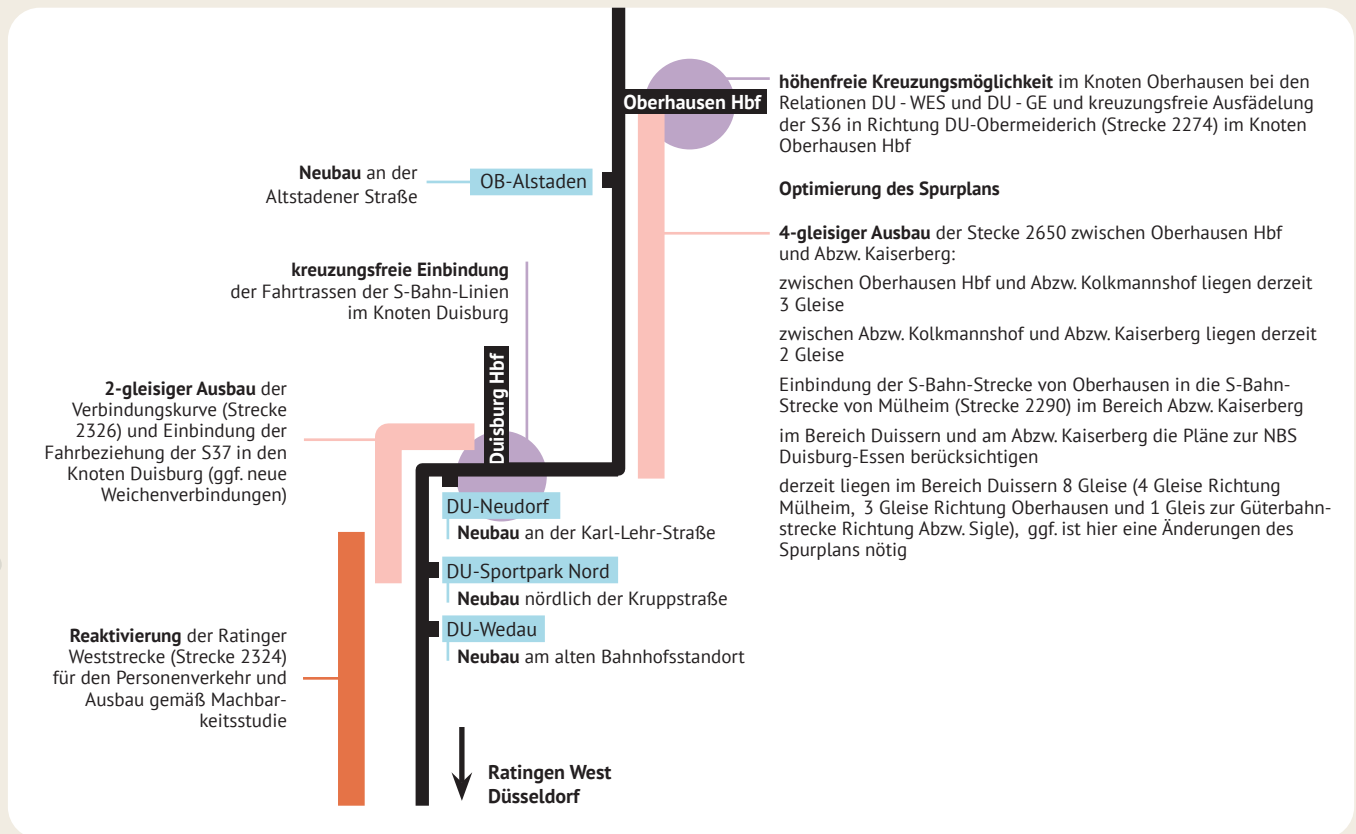 Oberhausen Hbf
höhenfreie Kreuzungsmöglichkeit im Knoten Oberhausen bei den
Relationen DU - WES und DU - GE und kreuzungsfreie Ausfädelung
der S36 in Richtung DU-Obermeiderich (Strecke 2274) im Knoten
Oberhausen Hbf
Neubau an der
Altstadener Straße
OB-Alstaden
Optimierung des Spurplans
4-gleisiger Ausbau der Stecke 2650 zwischen Oberhausen Hbf
und Abzw. Kaiserberg:
zwischen Oberhausen Hbf und Abzw. Kolkmannshof liegen derzeit
3 Gleise
zwischen Abzw. Kolkmannshof und Abzw. Kaiserberg liegen derzeit
2 Gleise
Einbindung der S-Bahn-Strecke von Oberhausen in die S-Bahn-
Strecke von Mülheim (Strecke 2290) im Bereich Abzw. Kaiserberg
im Bereich Duissern und am Abzw. Kaiserberg die Pläne zur NBS
Duisburg-Essen berücksichtigen
derzeit liegen im Bereich Duissern 8 Gleise (4 Gleise Richtung
Mülheim, 3 Gleise Richtung Oberhausen und 1 Gleis zur Güterbahn-
strecke Richtung Abzw. Sigle), ggf. ist hier eine Änderungen des
Spurplans nötig
kreuzungsfreie Einbindung
der Fahrtrassen der S-Bahn-Linien
im Knoten Duisburg
Duisburg Hbf
2-gleisiger Ausbau der
Verbindungskurve (Strecke
2326) und Einbindung der
Fahrbeziehung der S37 in den
Knoten Duisburg (ggf. neue
Weichenverbindungen)
DU-Neudorf
Neubau an der Karl-Lehr-Straße
DU-Sportpark Nord
Neubau nördlich der Kruppstraße
DU-Wedau
Neubau am alten Bahnhofsstandort
Reaktivierung der Ratinger
Weststrecke (Strecke 2324)
für den Personenverkehr und
Ausbau gemäß Machbar-
keitsstudie
Ratingen West
Düsseldorf